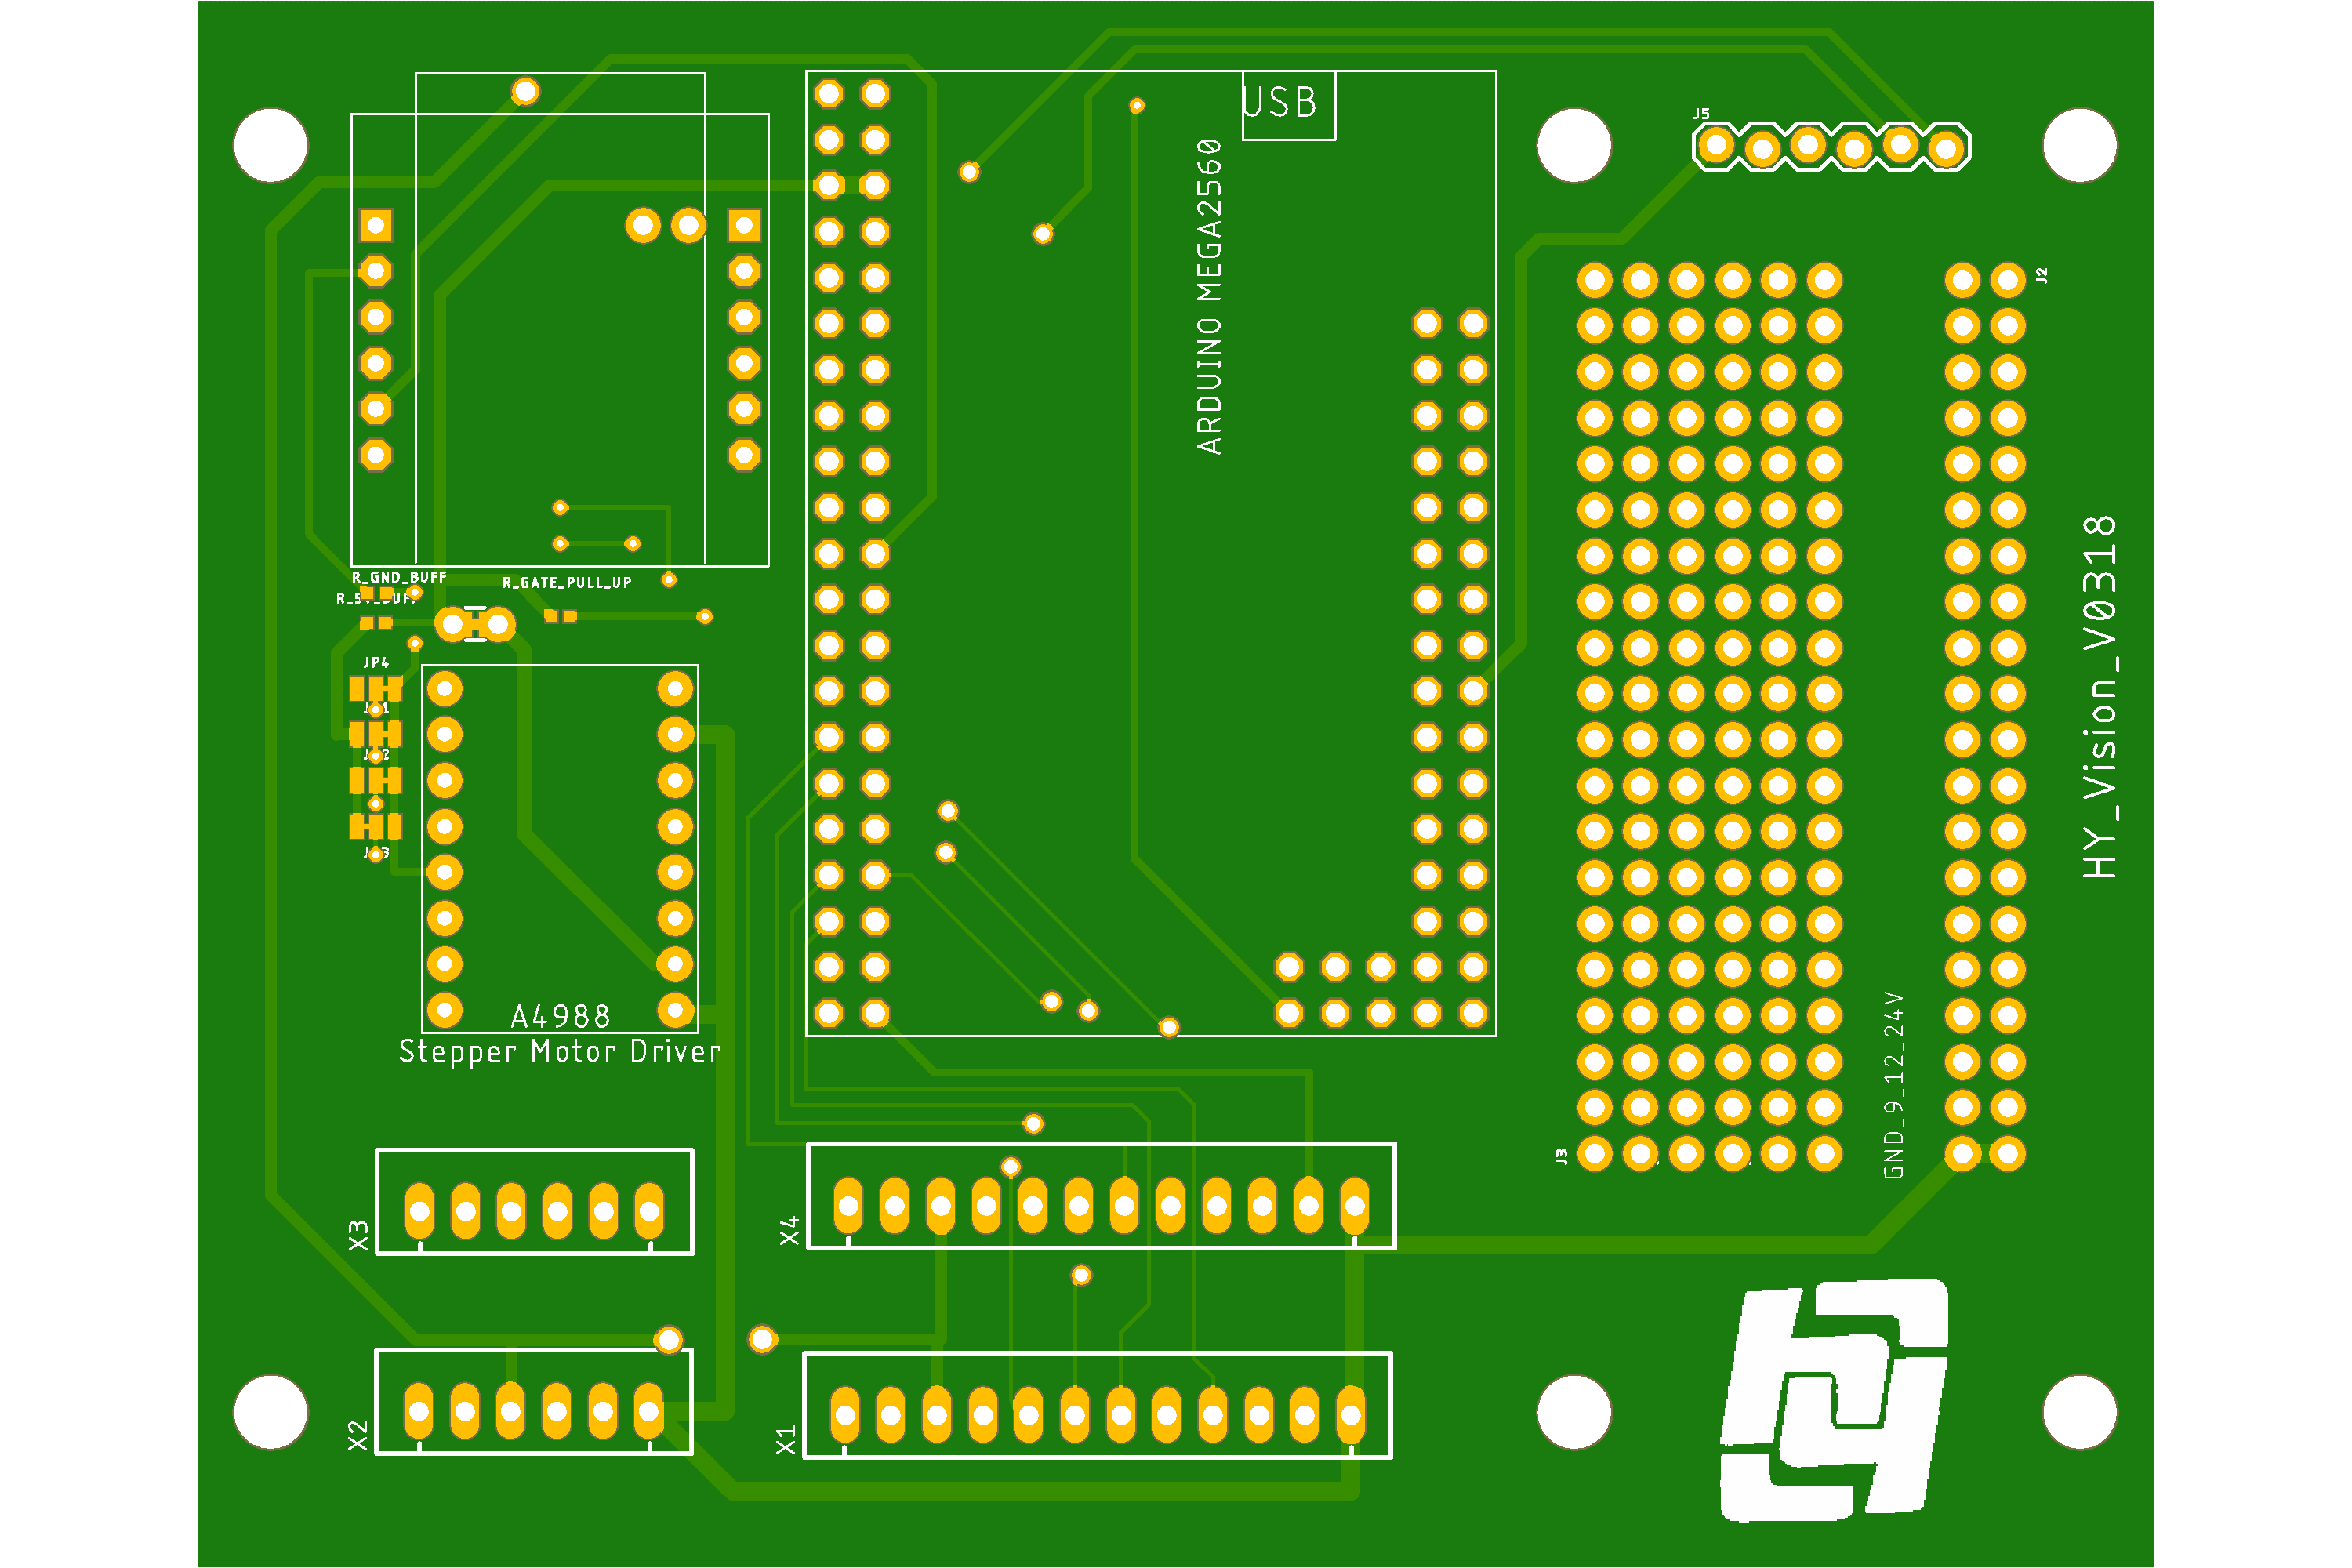 USB
J5
ARDUINO MEGA2560
J2
R_GND_BUFF
R_GATE_PULL_UP
HY_Vision_V0318
JP4
A4988
Stepper Motor Driver
GND_9_12_24V
J3
X3
X4
X2
X1